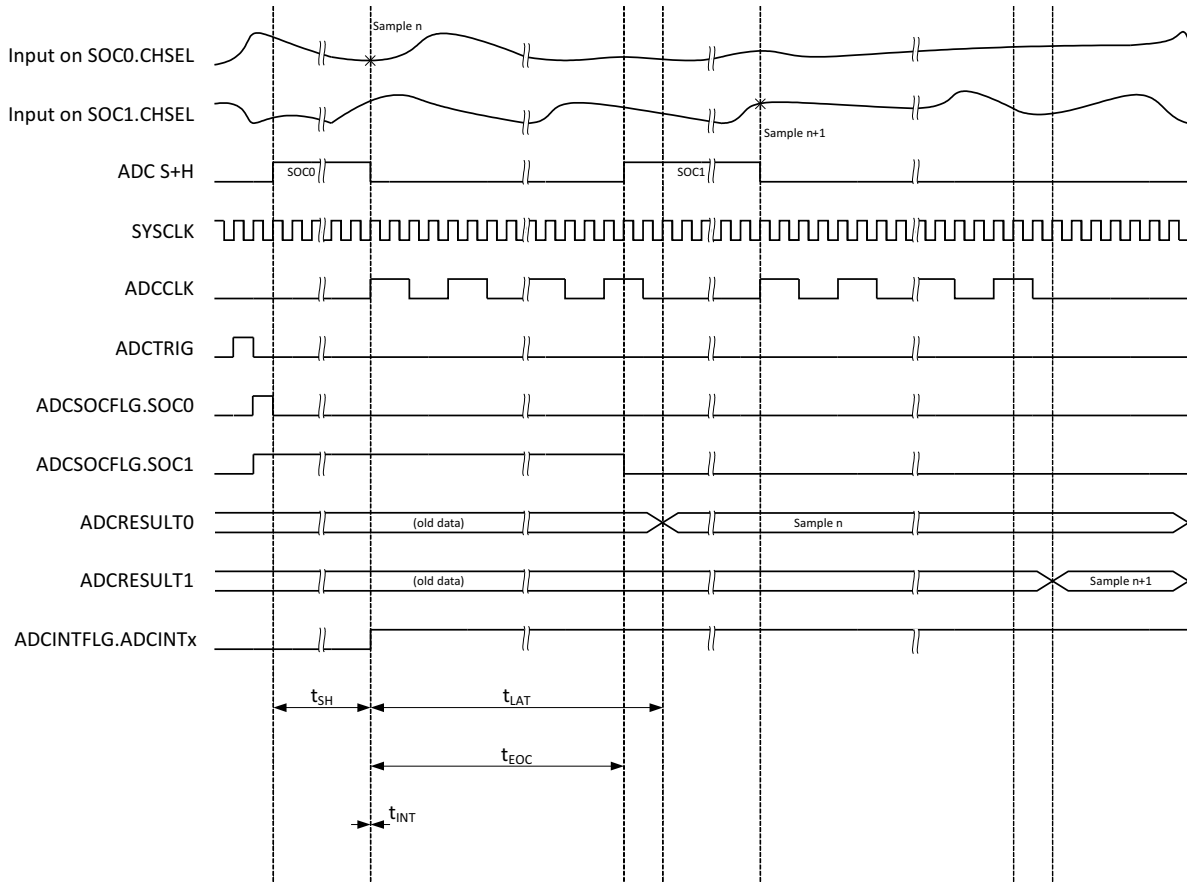 Sample n
Input on SOC0.CHSEL
Input on SOC1.CHSEL
Sample n+1
ADC S+H
SOC0
SOC1
SYSCLK
ADCCLK
ADCTRIG
ADCSOCFLG.SOC0
ADCSOCFLG.SOC1
ADCRESULT0
(old data)
Sample n
ADCRESULT1
(old data)
Sample n+1
ADCINTFLG.ADCINTx
tSH
tLAT
tEOC
tINT